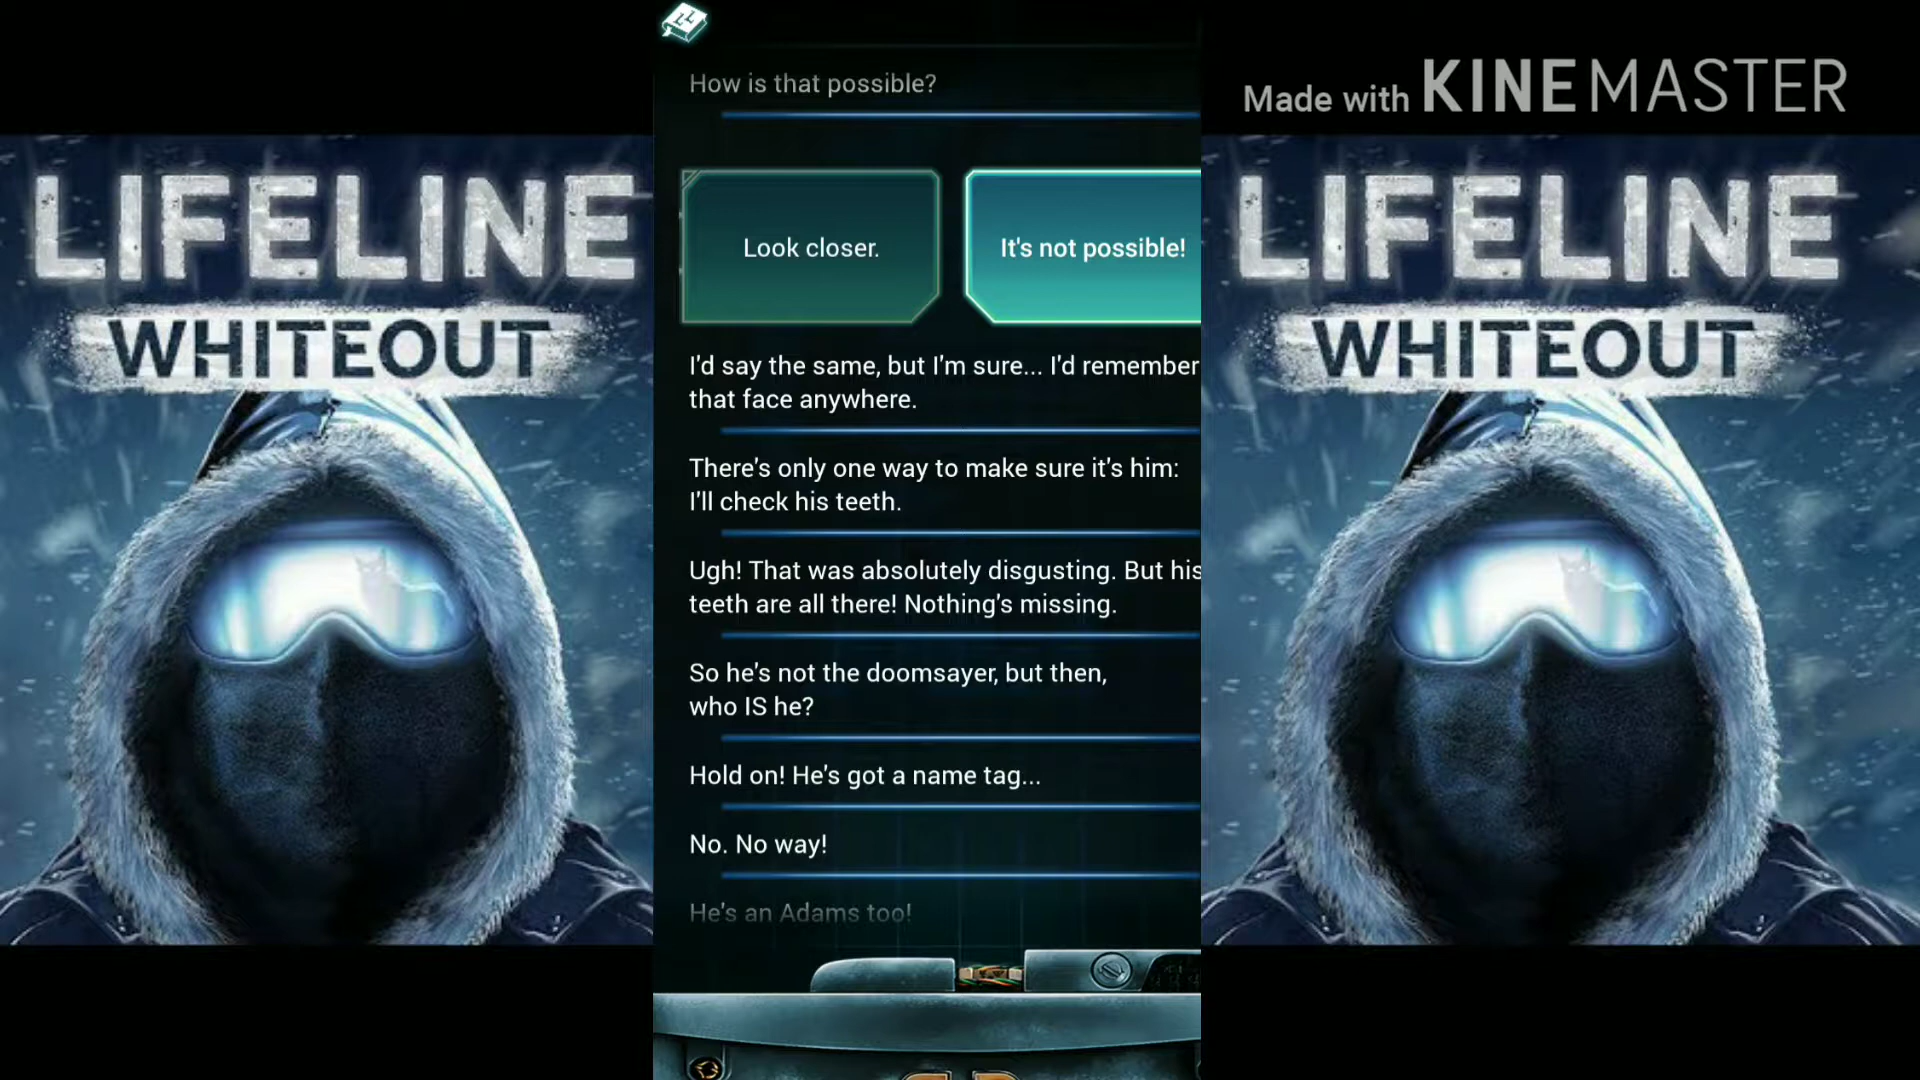 Made with KINEMASTER
How is that possible?
LIFELINE
WHITEOUT
Look closer.
It's not possible!
LIFELINE
WHITEOUT
I'd say the same, but I'm sure... I'd remember
that face anywhere.
There's only one way to make sure it's him:
I'll check his teeth.
Ugh! That was absolutely disgusting. But his
teeth are all there! Nothing's missing.
So he's not the doomsayer, but then,
who IS he?
Hold on! He's got a name tag...
No. No way!
He's an Adams too!